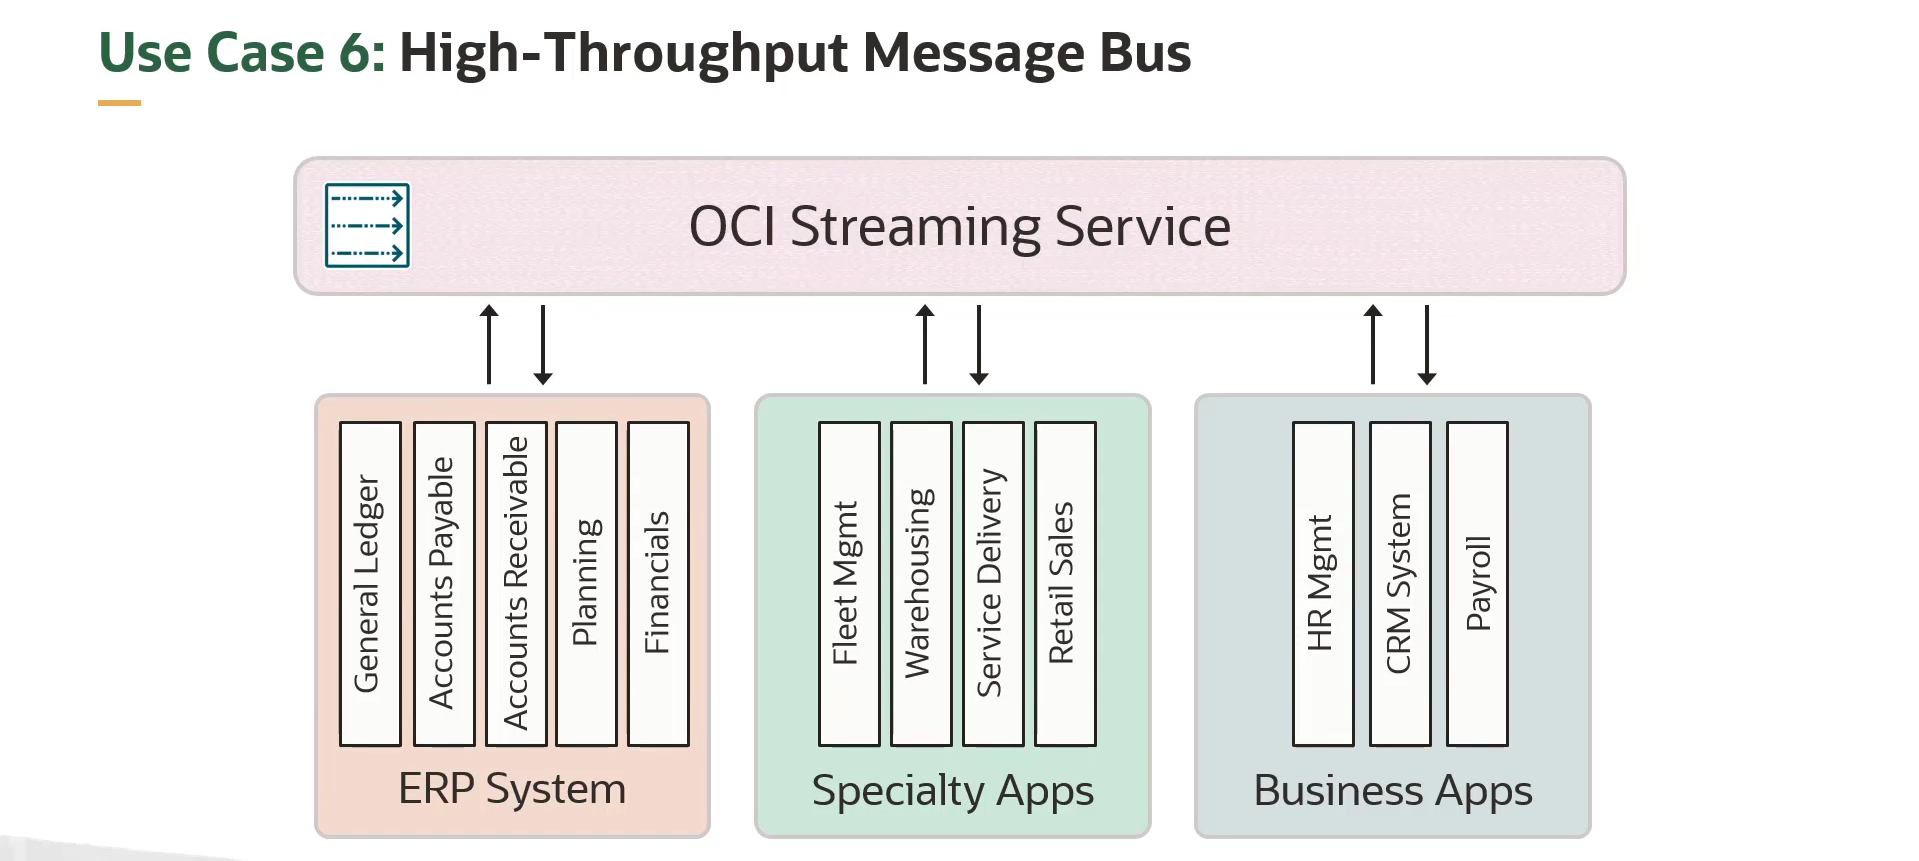 Use Case 6: High-Throughput Message Bus
OCI Streaming Service
General Ledger
Accounts Payable
Accounts Receivable
Planning
Financials
ERP System
Fleet Mgmt
Warehousing
Service Delivery
Retail Sales
Specialty Apps
HR Mgmt
CRM System
Payroll
Business Apps